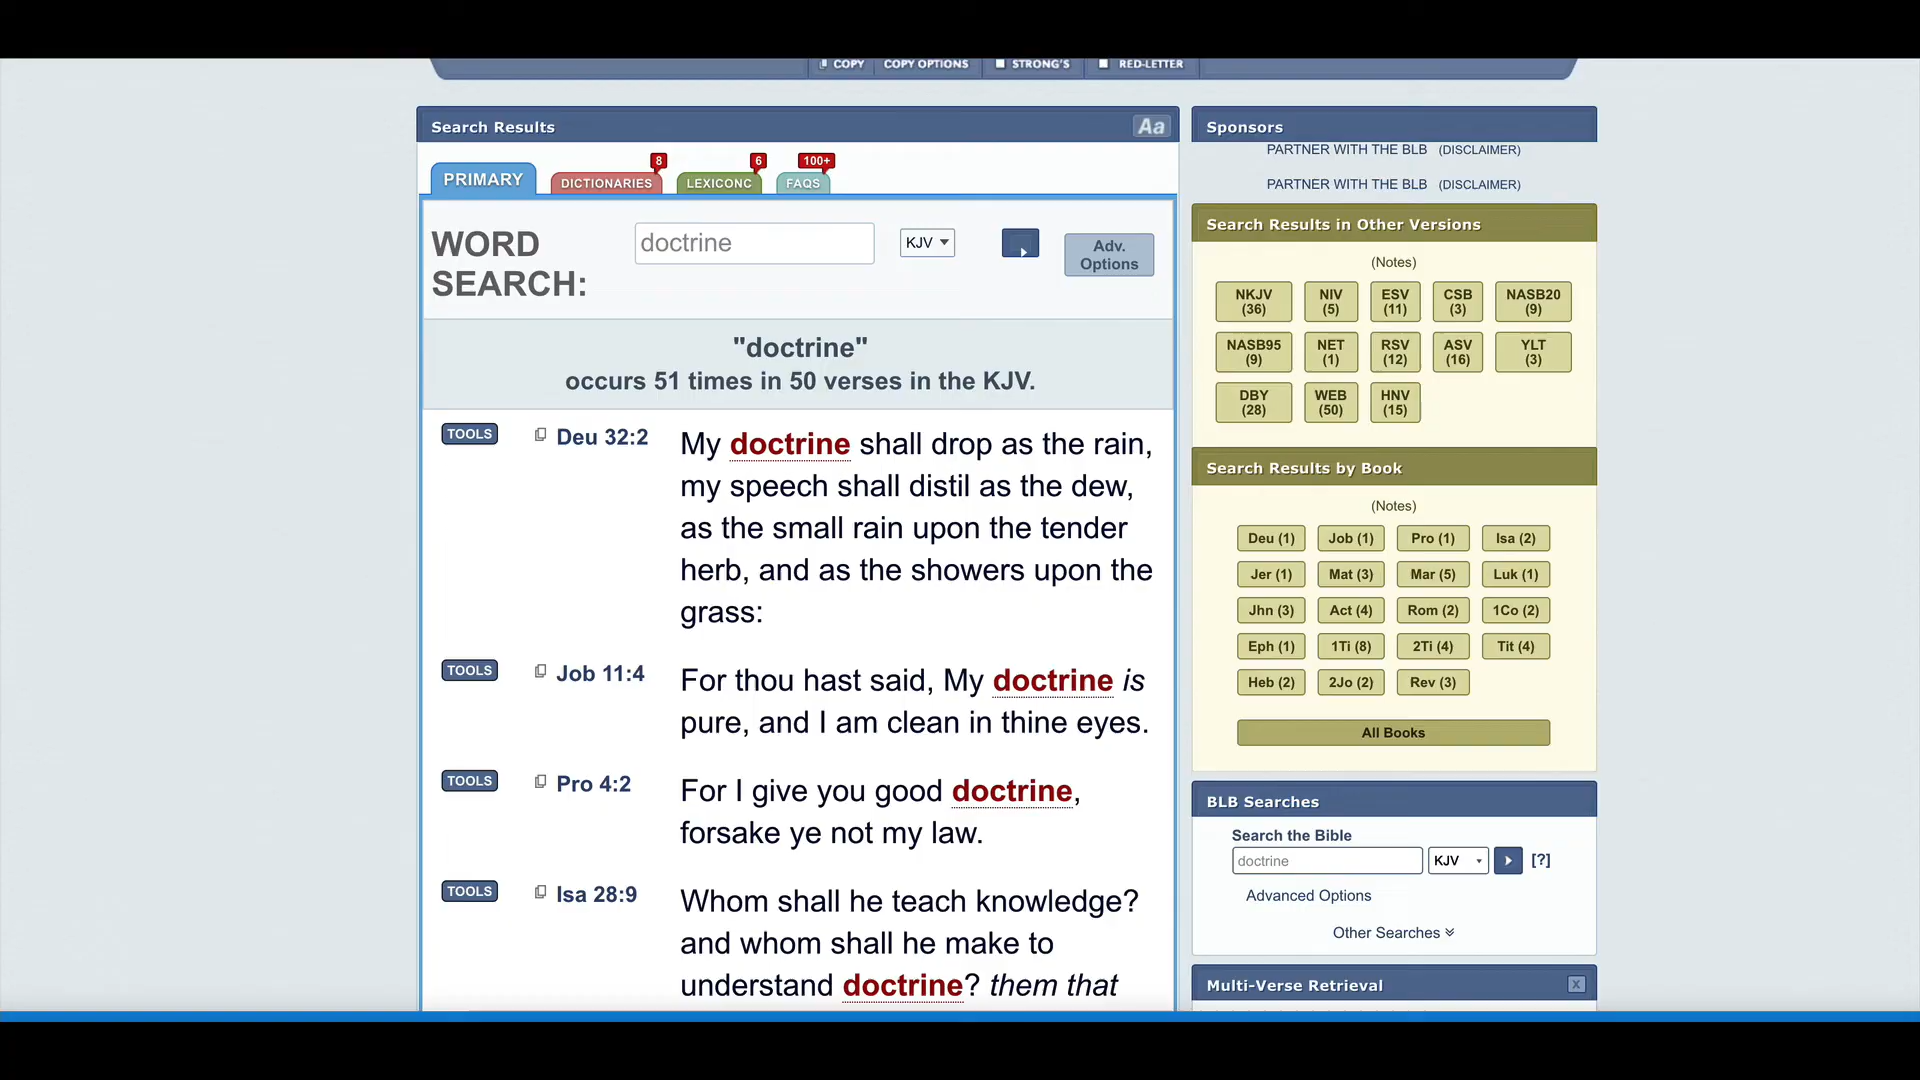 COPY COPY OPTIONS STRONG'S RED-LETTER
Search Results Aa
PRIMARY DICTIONARIES 8 LEXICONC 6 FAQS 100+
WORD SEARCH: doctrine KJV Adv. Options
"doctrine"
occurs 51 times in 50 verses in the KJV.
TOOLS Deu 32:2 My doctrine shall drop as the rain,
my speech shall distil as the dew,
as the small rain upon the tender
herb, and as the showers upon the
grass:
TOOLS Job 11:4 For thou hast said, My doctrine is
pure, and I am clean in thine eyes.
TOOLS Pro 4:2 For I give you good doctrine,
forsake ye not my law.
TOOLS Isa 28:9 Whom shall he teach knowledge?
and whom shall he make to
understand doctrine? them that
Sponsors
PARTNER WITH THE BLB (DISCLAIMER)
PARTNER WITH THE BLB (DISCLAIMER)
Search Results in Other Versions
(Notes)
NKJV (36) NIV (5) ESV (11) CSB (3) NASB20 (9)
NASB95 (9) NET (1) RSV (12) ASV (16) YLT (3)
DBY (28) WEB (50) HNV (15)
Search Results by Book
(Notes)
Deu (1) Job (1) Pro (1) Isa (2)
Jer (1) Mat (3) Mar (5) Luk (1)
Jhn (3) Act (4) Rom (2) 1Co (2)
Eph (1) 1Ti (8) 2Ti (4) Tit (4)
Heb (2) 2Jo (2) Rev (3)
All Books
BLB Searches
Search the Bible
doctrine KJV [?]
Advanced Options
Other Searches
Multi-Verse Retrieval x